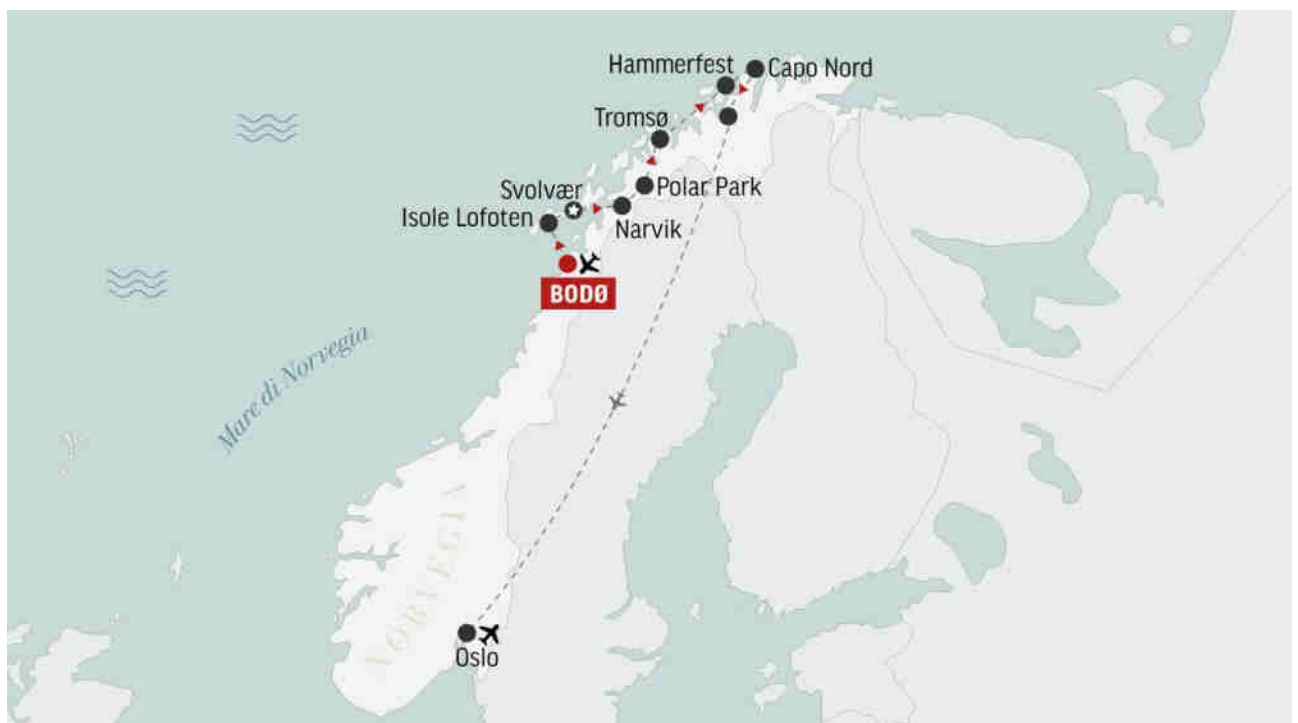 Hammerfest
Capo Nord
Tromsø
Polar Park
Svolvær
Isole Lofoten
Narvik
BODØ
Mare di Norvegia
NORVEGIA
Oslo